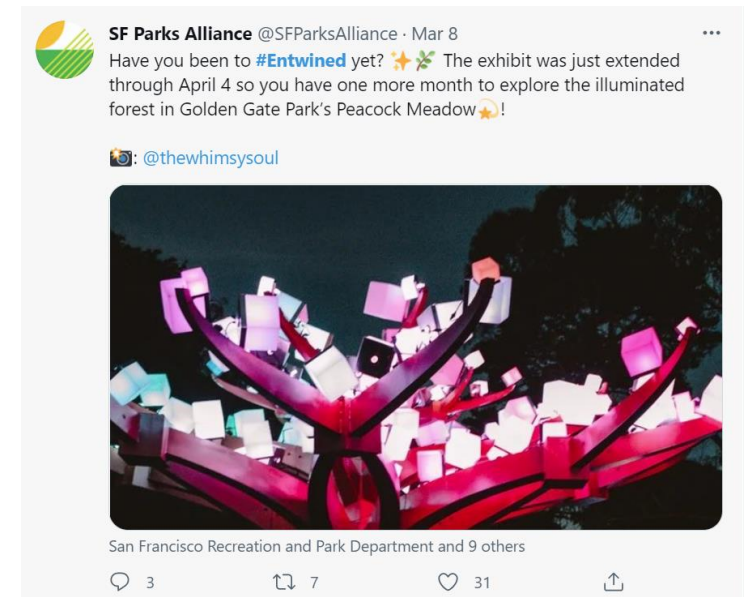 SF Parks Alliance @SFParksAlliance · Mar 8
Have you been to #Entwined yet? ✨🌿 The exhibit was just extended
through April 4 so you have one more month to explore the illuminated
forest in Golden Gate Park's Peacock Meadow💫!
📸: @thewhimsysoul
San Francisco Recreation and Park Department and 9 others
3 7 31